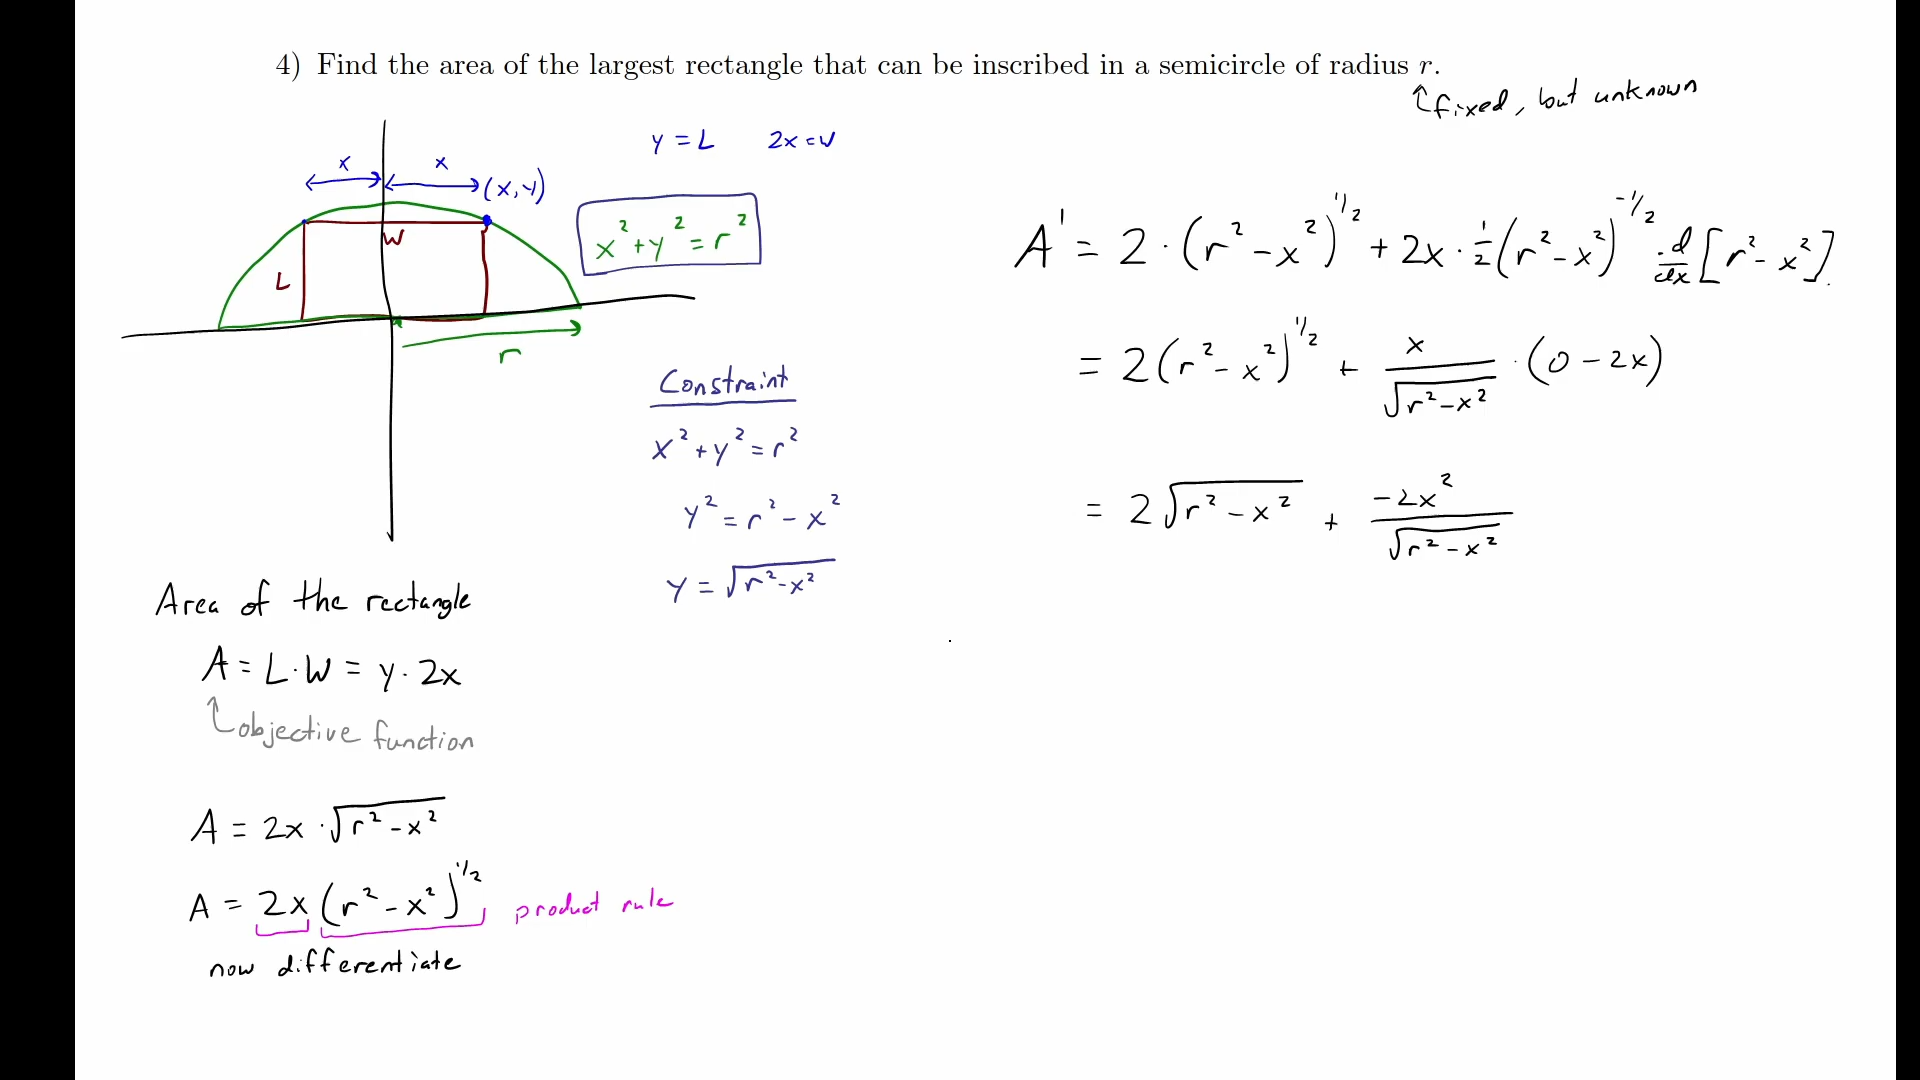 4) Find the area of the largest rectangle that can be inscribed in a semicircle of radius r.
↑ fixed, but unknown
y = L 2x = W
x x (x, y)
x² + y² = r²
W
L
r
Constraint
x² + y² = r²
y² = r² - x²
y = √(r² - x²)
Area of the rectangle
A = L · W = y · 2x
↑ objective function
A = 2x · √(r² - x²)
A = 2x (r² - x²)^1/2 product rule
now differentiate
A' = 2 · (r² - x²)^1/2 + 2x · 1/2 (r² - x²)^-1/2 · d/dx [r² - x²]
= 2 (r² - x²)^1/2 + x/√(r² - x²) · (0 - 2x)
= 2 √(r² - x²) + -2x²/√(r² - x²)